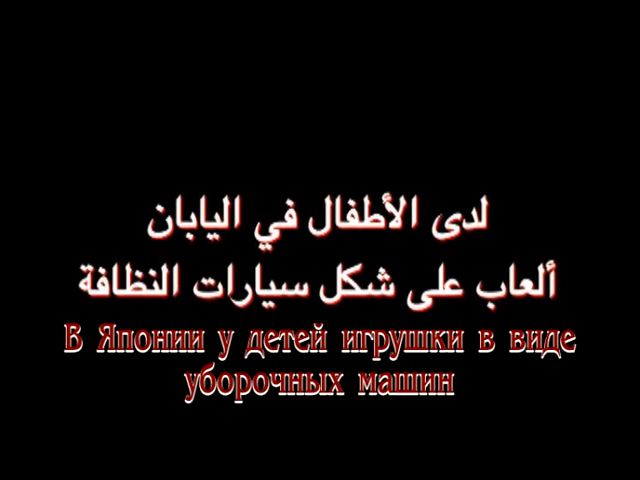 لدى الأطفال في اليابان
ألعاب على شكل سيارات النظافة
В Японии у детей игрушки в виде
уборочных машин